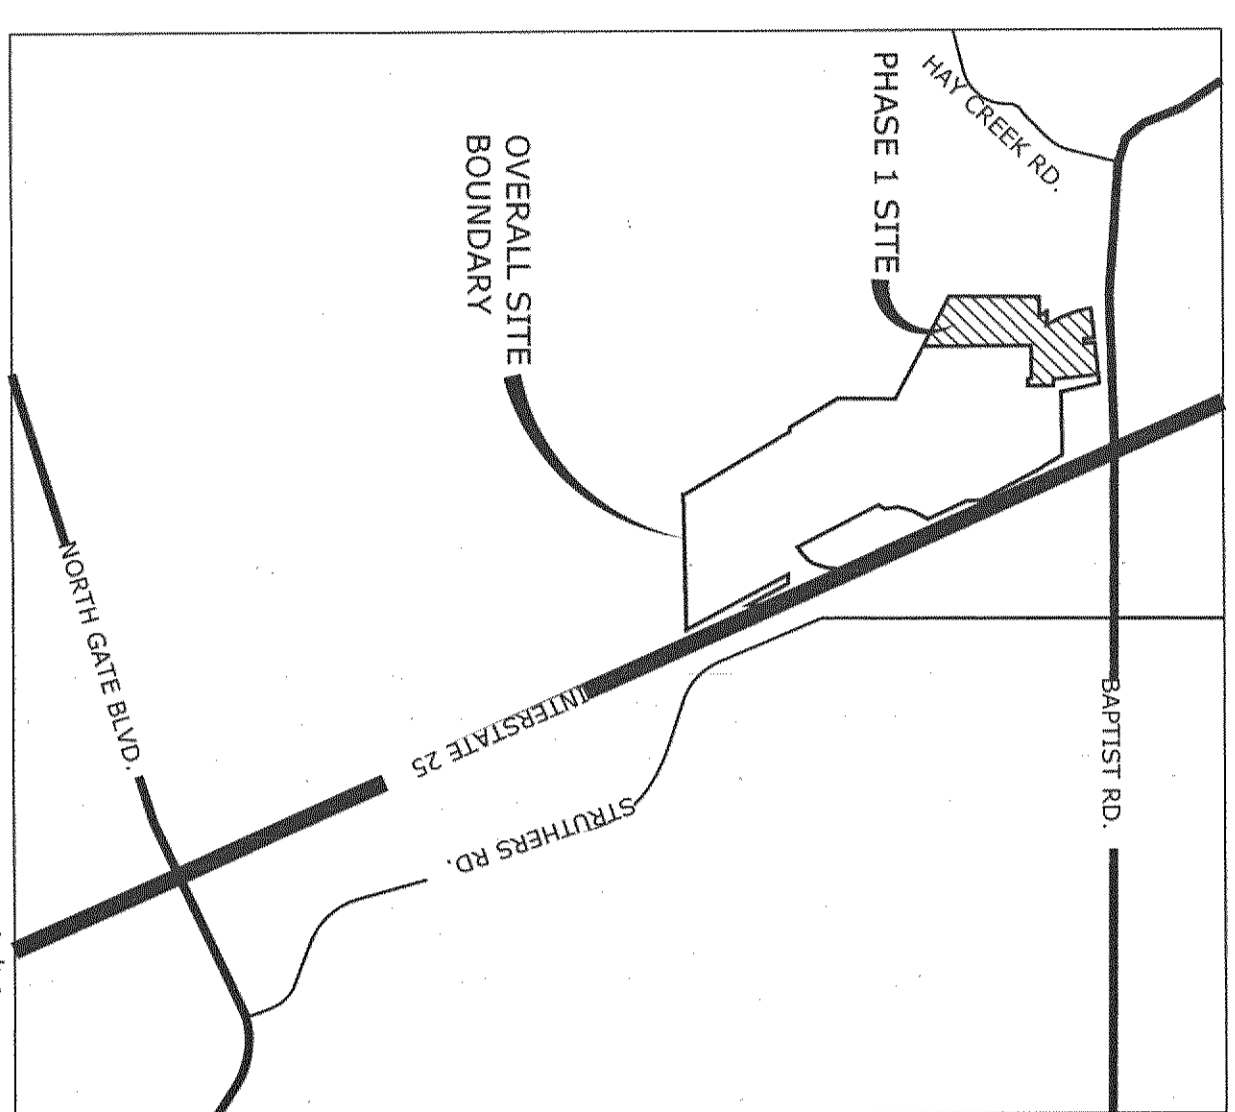 HAY CREEK RD.
PHASE 1 SITE
OVERALL SITE
BOUNDARY
BAPTIST RD.
INTERSTATE 25
STRUTHERS RD.
NORTH GATE BLVD.